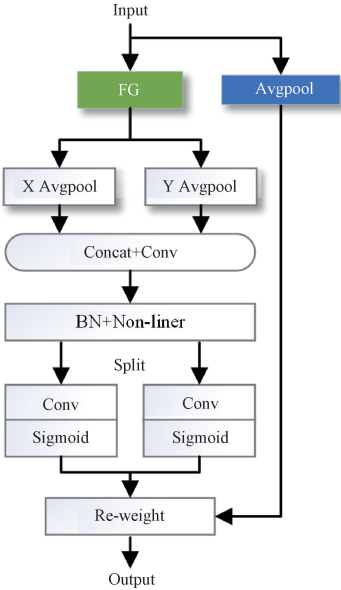 Input
FG
Avgpool
X Avgpool
Y Avgpool
Concat+Conv
BN+Non-liner
Split
Conv
Conv
Sigmoid
Sigmoid
Re-weight
Output